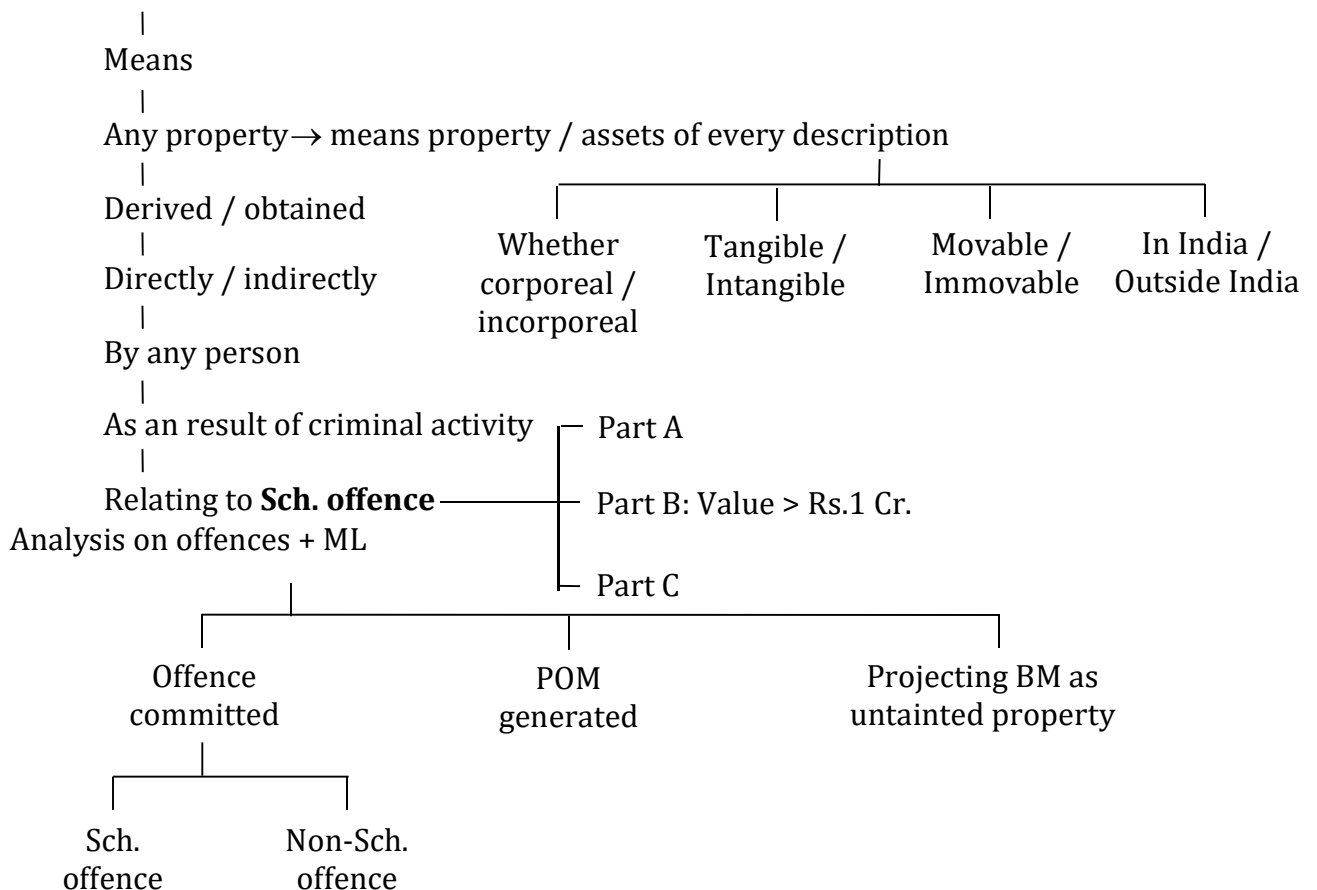 Means
Any property→ means property / assets of every description
Derived / obtained
Directly / indirectly
By any person
As an result of criminal activity
Relating to Sch. offence
Whether
corporeal /
incorporeal
Tangible /
Intangible
Movable /
Immovable
In India /
Outside India
Part A
Part B: Value > Rs.1 Cr.
Part C
Analysis on offences + ML
Offence
committed
POM
generated
Projecting BM as
untainted property
Sch.
offence
Non-Sch.
offence